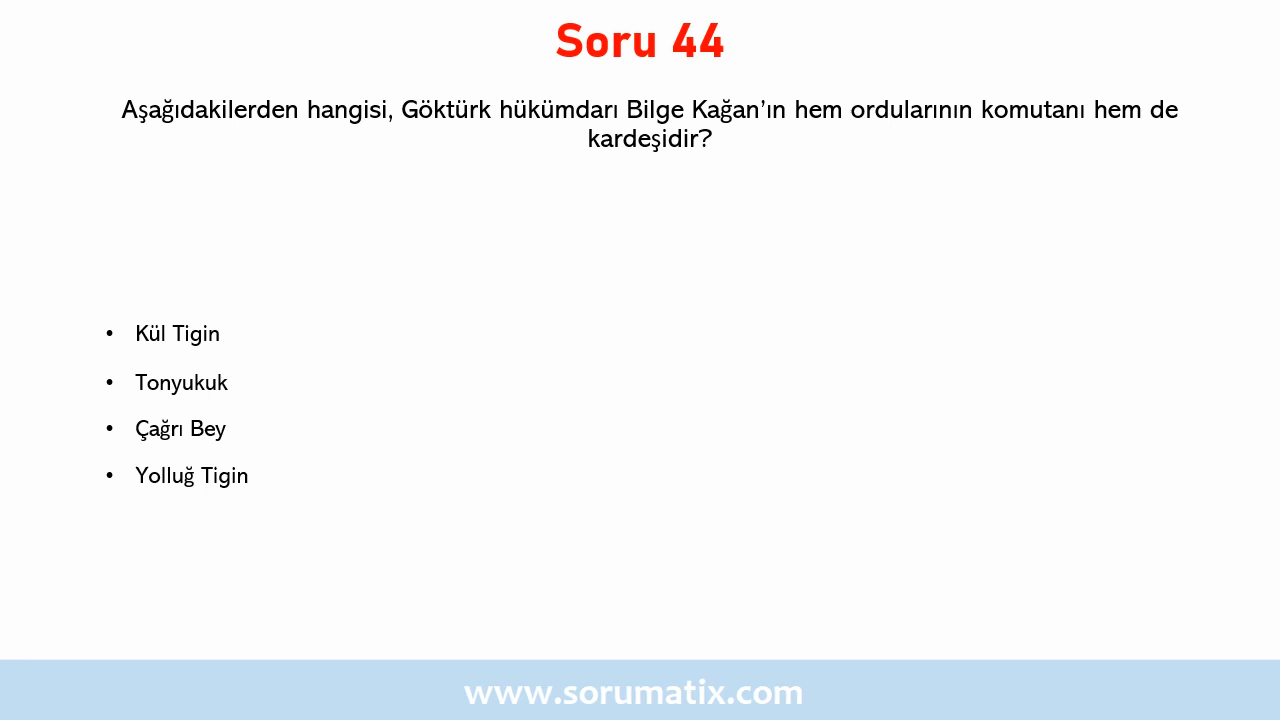 Soru 44
Aşağıdakilerden hangisi, Göktürk hükümdarı Bilge Kağan’ın hem ordularının komutanı hem de
kardeşidir?
• Kül Tigin
• Tonyukuk
• Çağrı Bey
• Yolluğ Tigin
www.sorumatix.com